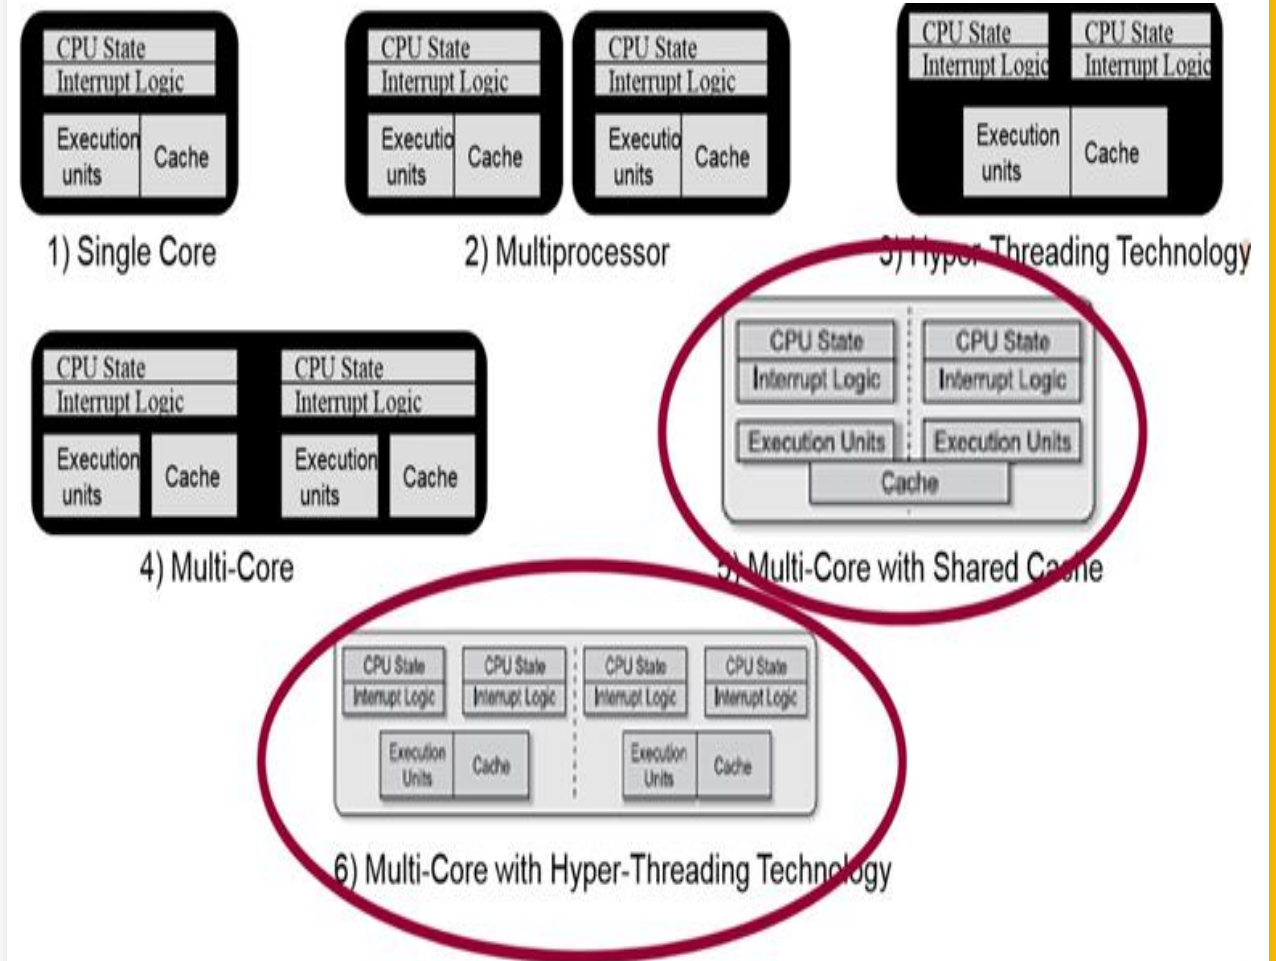 CPU State
Interrupt Logic
Execution
units
Cache
1) Single Core
CPU State
Interrupt Logic
Executio
units
Cache
CPU State
Interrupt Logic
Executio
units
Cache
2) Multiprocessor
CPU State
Interrupt Logic
CPU State
Interrupt Logic
Execution
units
Cache
3) Hyper-Threading Technology
CPU State
Interrupt Logic
Execution
units
Cache
CPU State
Interrupt Logic
Execution
units
Cache
4) Multi-Core
CPU State
Interrupt Logic
CPU State
Interrupt Logic
Execution Units
Execution Units
Cache
5) Multi-Core with Shared Cache
CPU State
Interrupt Logic
CPU State
Interrupt Logic
CPU State
Interrupt Logic
CPU State
Interrupt Logic
Execution
Units
Cache
Execution
Units
Cache
6) Multi-Core with Hyper-Threading Technology